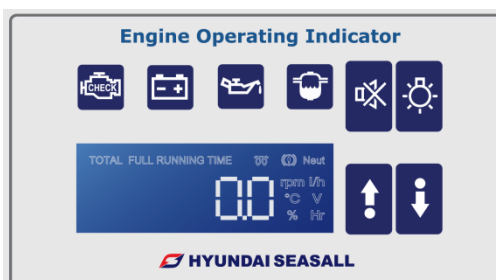 Engine Operating Indicator
CHECK
- +
TOTAL FULL RUNNING TIME Neut
0.0
rpm l/h
°C V
% Hr
HYUNDAI SEASALL